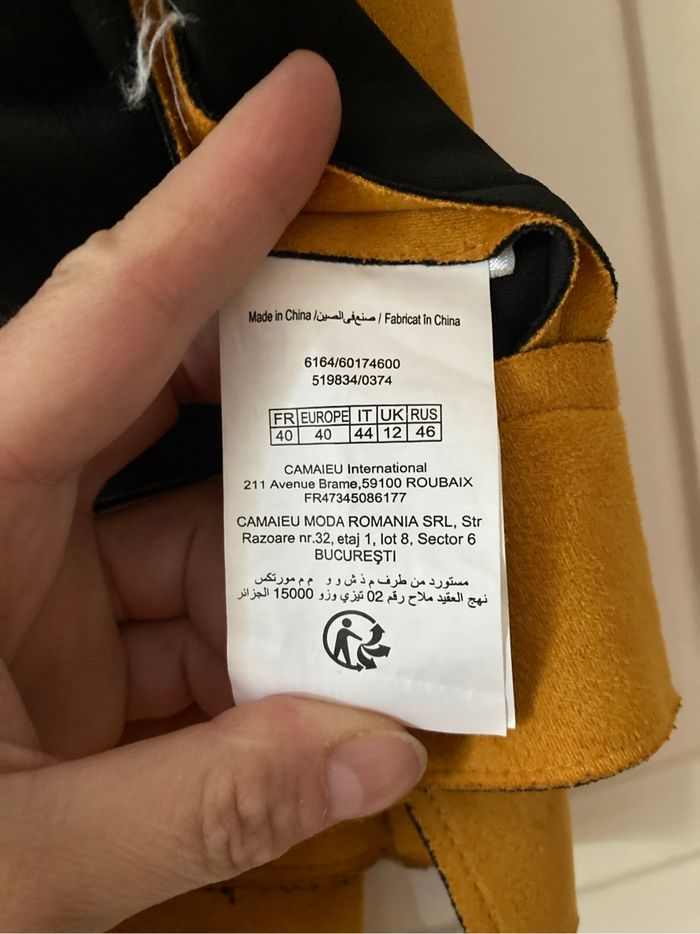 Made in China /صنع في الصين / Fabricat în China
6164/60174600
519834/0374
FR EUROPE IT UK RUS
40 40 44 12 46
CAMAIEU International
211 Avenue Brame,59100 ROUBAIX
FR47345086177
CAMAIEU MODA ROMANIA SRL, Str
Razoare nr.32, etaj 1, lot 8, Sector 6
BUCUREŞTI
مستورد من طرف م ذ ش و و م م مورتكس
نهج العقيد ملاح رقم 02 تيزي وزو 15000 الجزائر